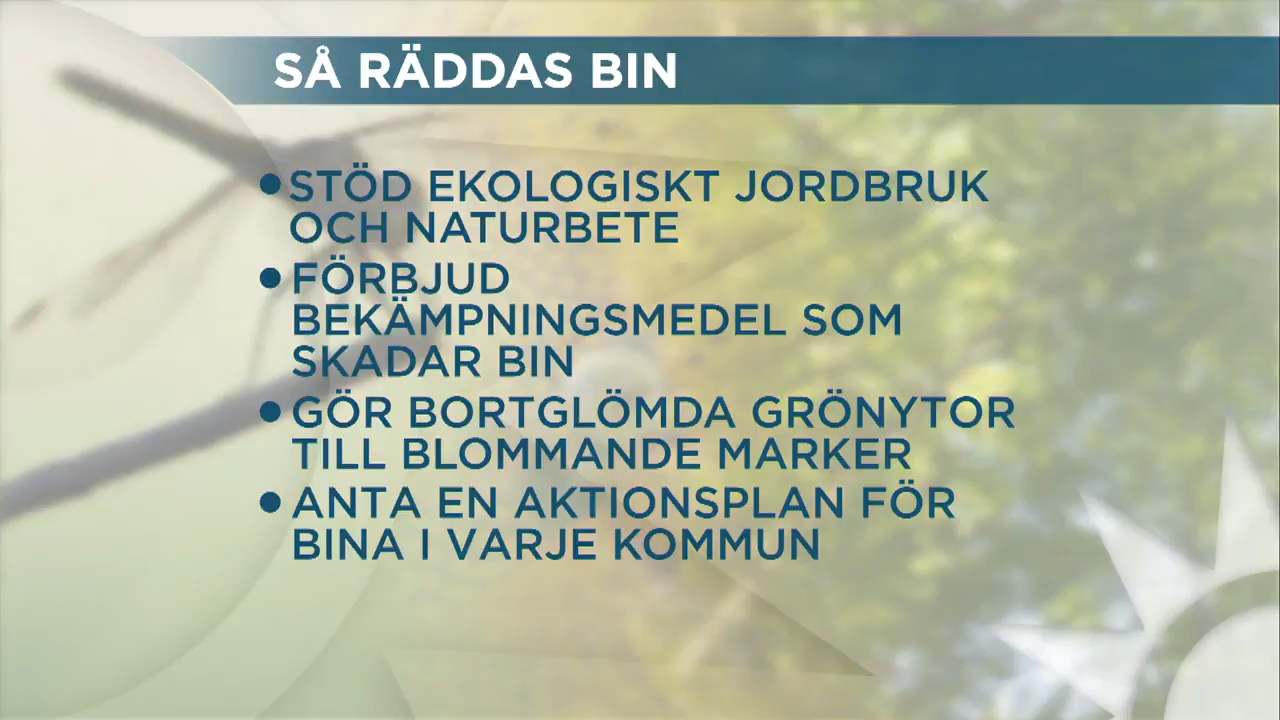 SÅ RÄDDAS BIN
•STÖD EKOLOGISKT JORDBRUK
OCH NATURBETE
•FÖRBJUD
BEKÄMPNINGSMEDEL SOM
SKADAR BIN
•GÖR BORTGLÖMDA GRÖNYTOR
TILL BLOMMANDE MARKER
•ANTA EN AKTIONSPLAN FÖR
BINA I VARJE KOMMUN